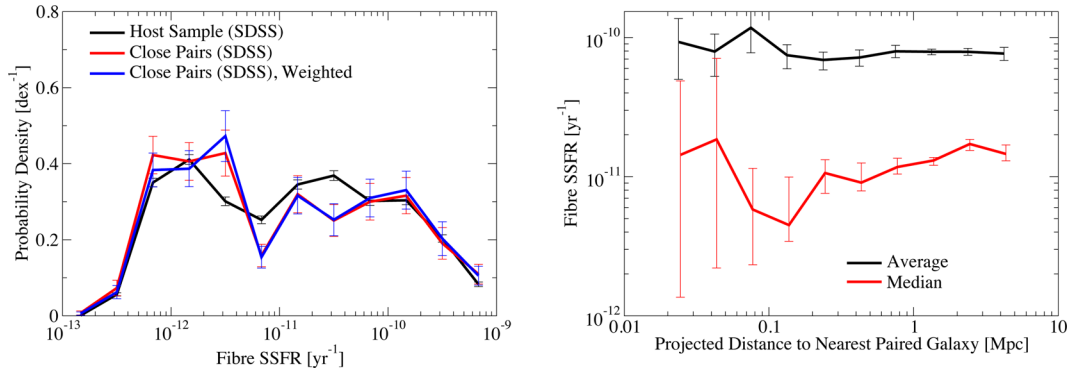 Host Sample (SDSS)
Close Pairs (SDSS)
Close Pairs (SDSS), Weighted
Probability Density [dex⁻¹]
0.8
0.6
0.4
0.2
0
10⁻¹³ 10⁻¹² 10⁻¹¹ 10⁻¹⁰ 10⁻⁹
Fibre SSFR [yr⁻¹]
Fibre SSFR [yr⁻¹]
10⁻¹⁰
10⁻¹¹
10⁻¹²
Average
Median
0.01 0.1 1 10
Projected Distance to Nearest Paired Galaxy [Mpc]